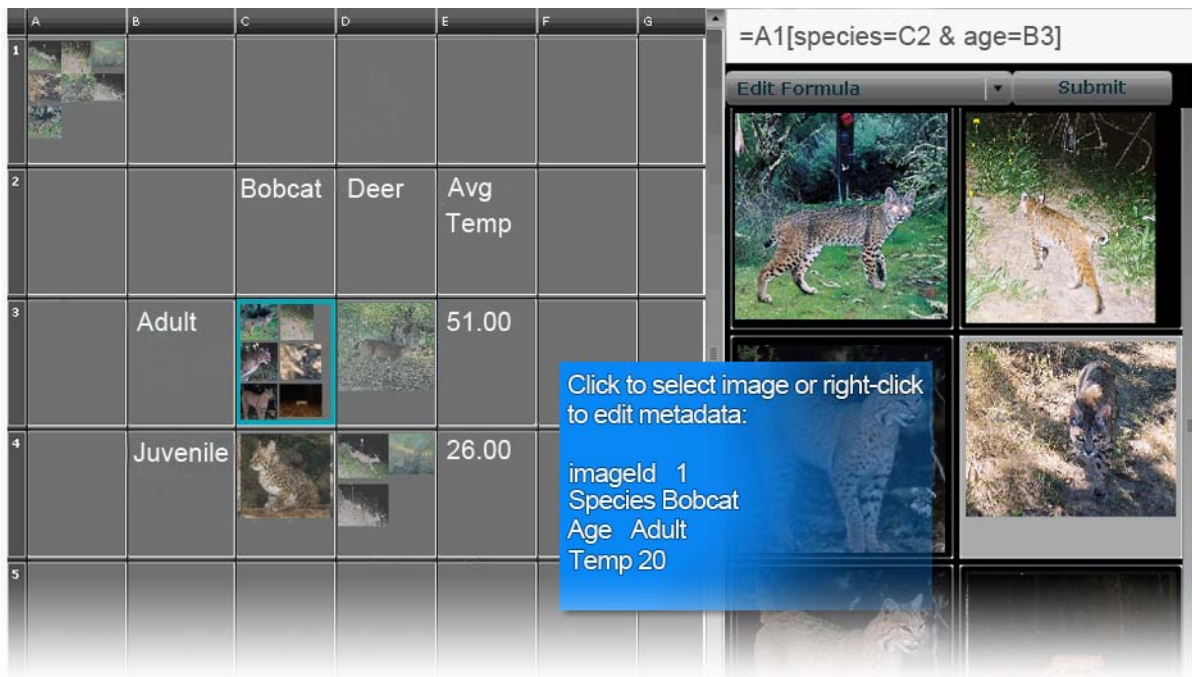 A B C D E F G
1
2 Bobcat Deer Avg
Temp
3 Adult 51.00
4 Juvenile 26.00
5
=A1[species=C2 & age=B3]
Edit Formula Submit
Click to select image or right-click
to edit metadata:
imageId 1
Species Bobcat
Age Adult
Temp 20